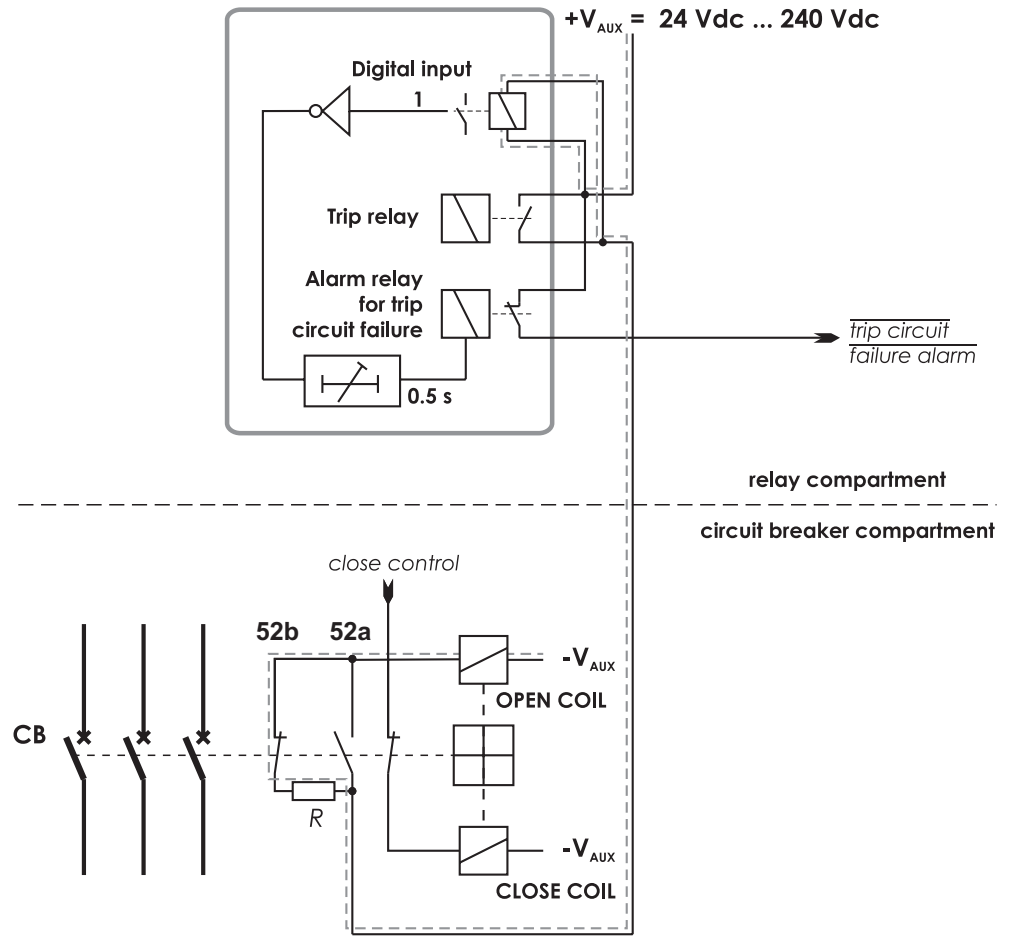 +VAUX = 24 Vdc ... 240 Vdc
Digital input
1
Trip relay
Alarm relay
for trip
circuit failure
trip circuit
failure alarm
0.5 s
relay compartment
circuit breaker compartment
close control
52b 52a
-VAUX
OPEN COIL
CB
R
-VAUX
CLOSE COIL